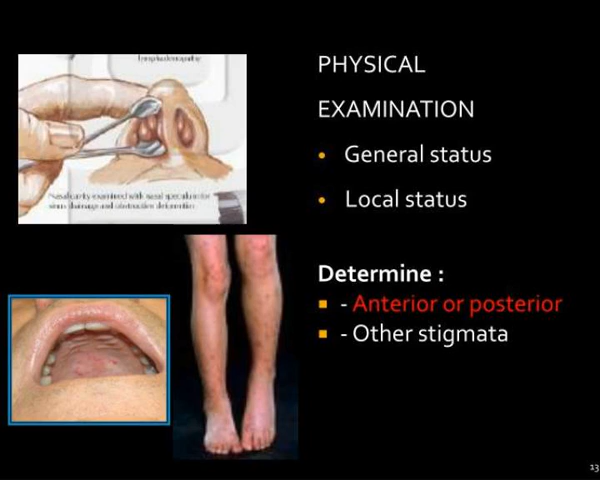 Nasal cavity examined with nasal speculum for
sinus drainage and obstructive deformities
PHYSICAL
EXAMINATION
• General status
• Local status
Determine :
- Anterior or posterior
- Other stigmata
13